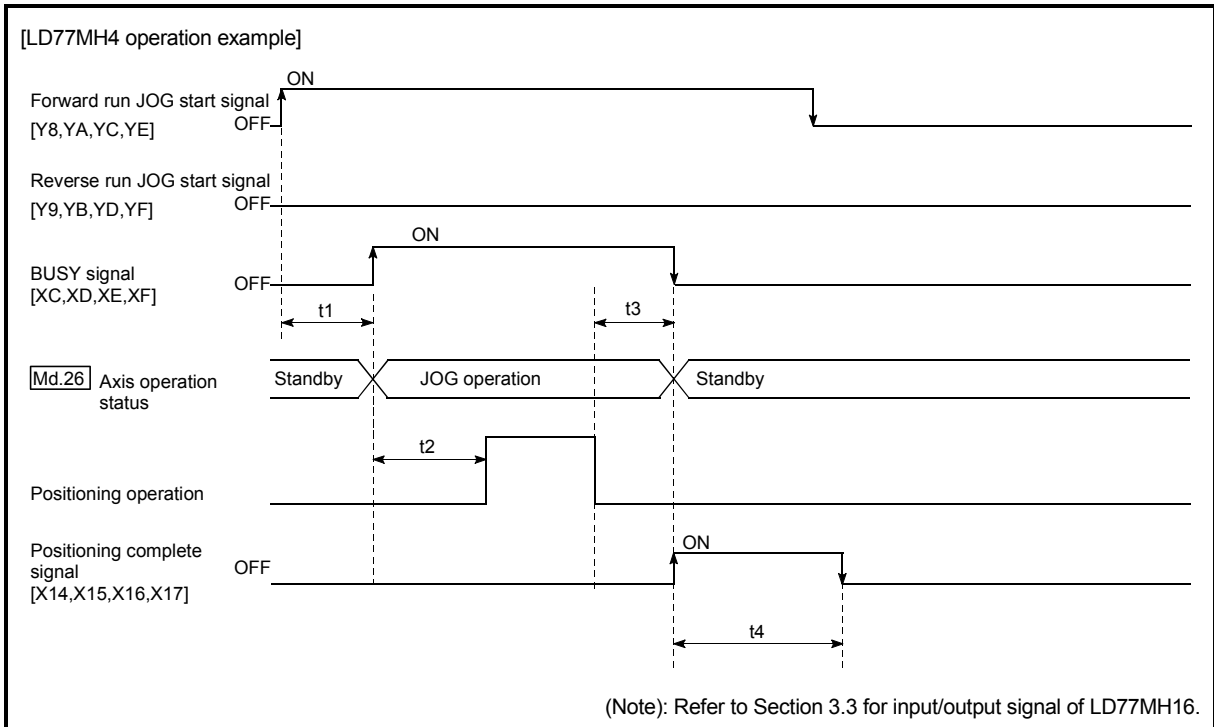 [LD77MH4 operation example]
ON
Forward run JOG start signal
[Y8,YA,YC,YE]
OFF
Reverse run JOG start signal
[Y9,YB,YD,YF]
OFF
ON
BUSY signal
[XC,XD,XE,XF]
OFF
t1
t3
Md.26 Axis operation
status
Standby
JOG operation
Standby
t2
Positioning operation
Positioning complete
signal
[X14,X15,X16,X17]
OFF
ON
t4
(Note): Refer to Section 3.3 for input/output signal of LD77MH16.